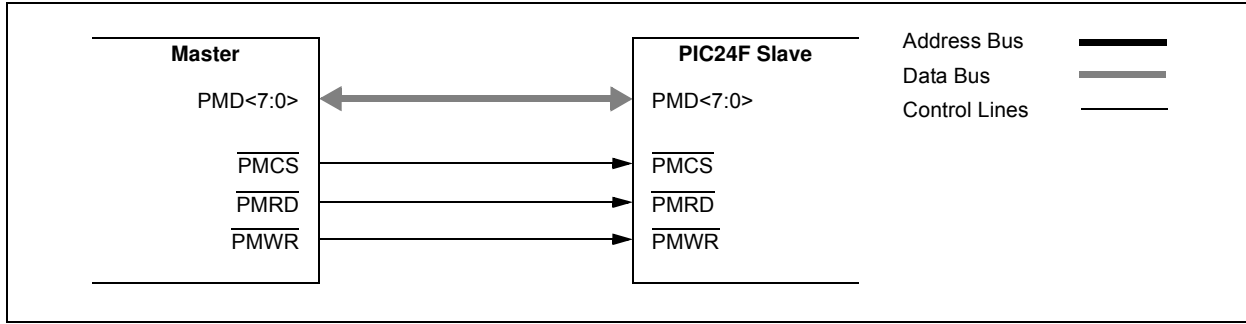 Master
PMD<7:0>
PMCS
PMRD
PMWR
PIC24F Slave
PMD<7:0>
PMCS
PMRD
PMWR
Address Bus
Data Bus
Control Lines